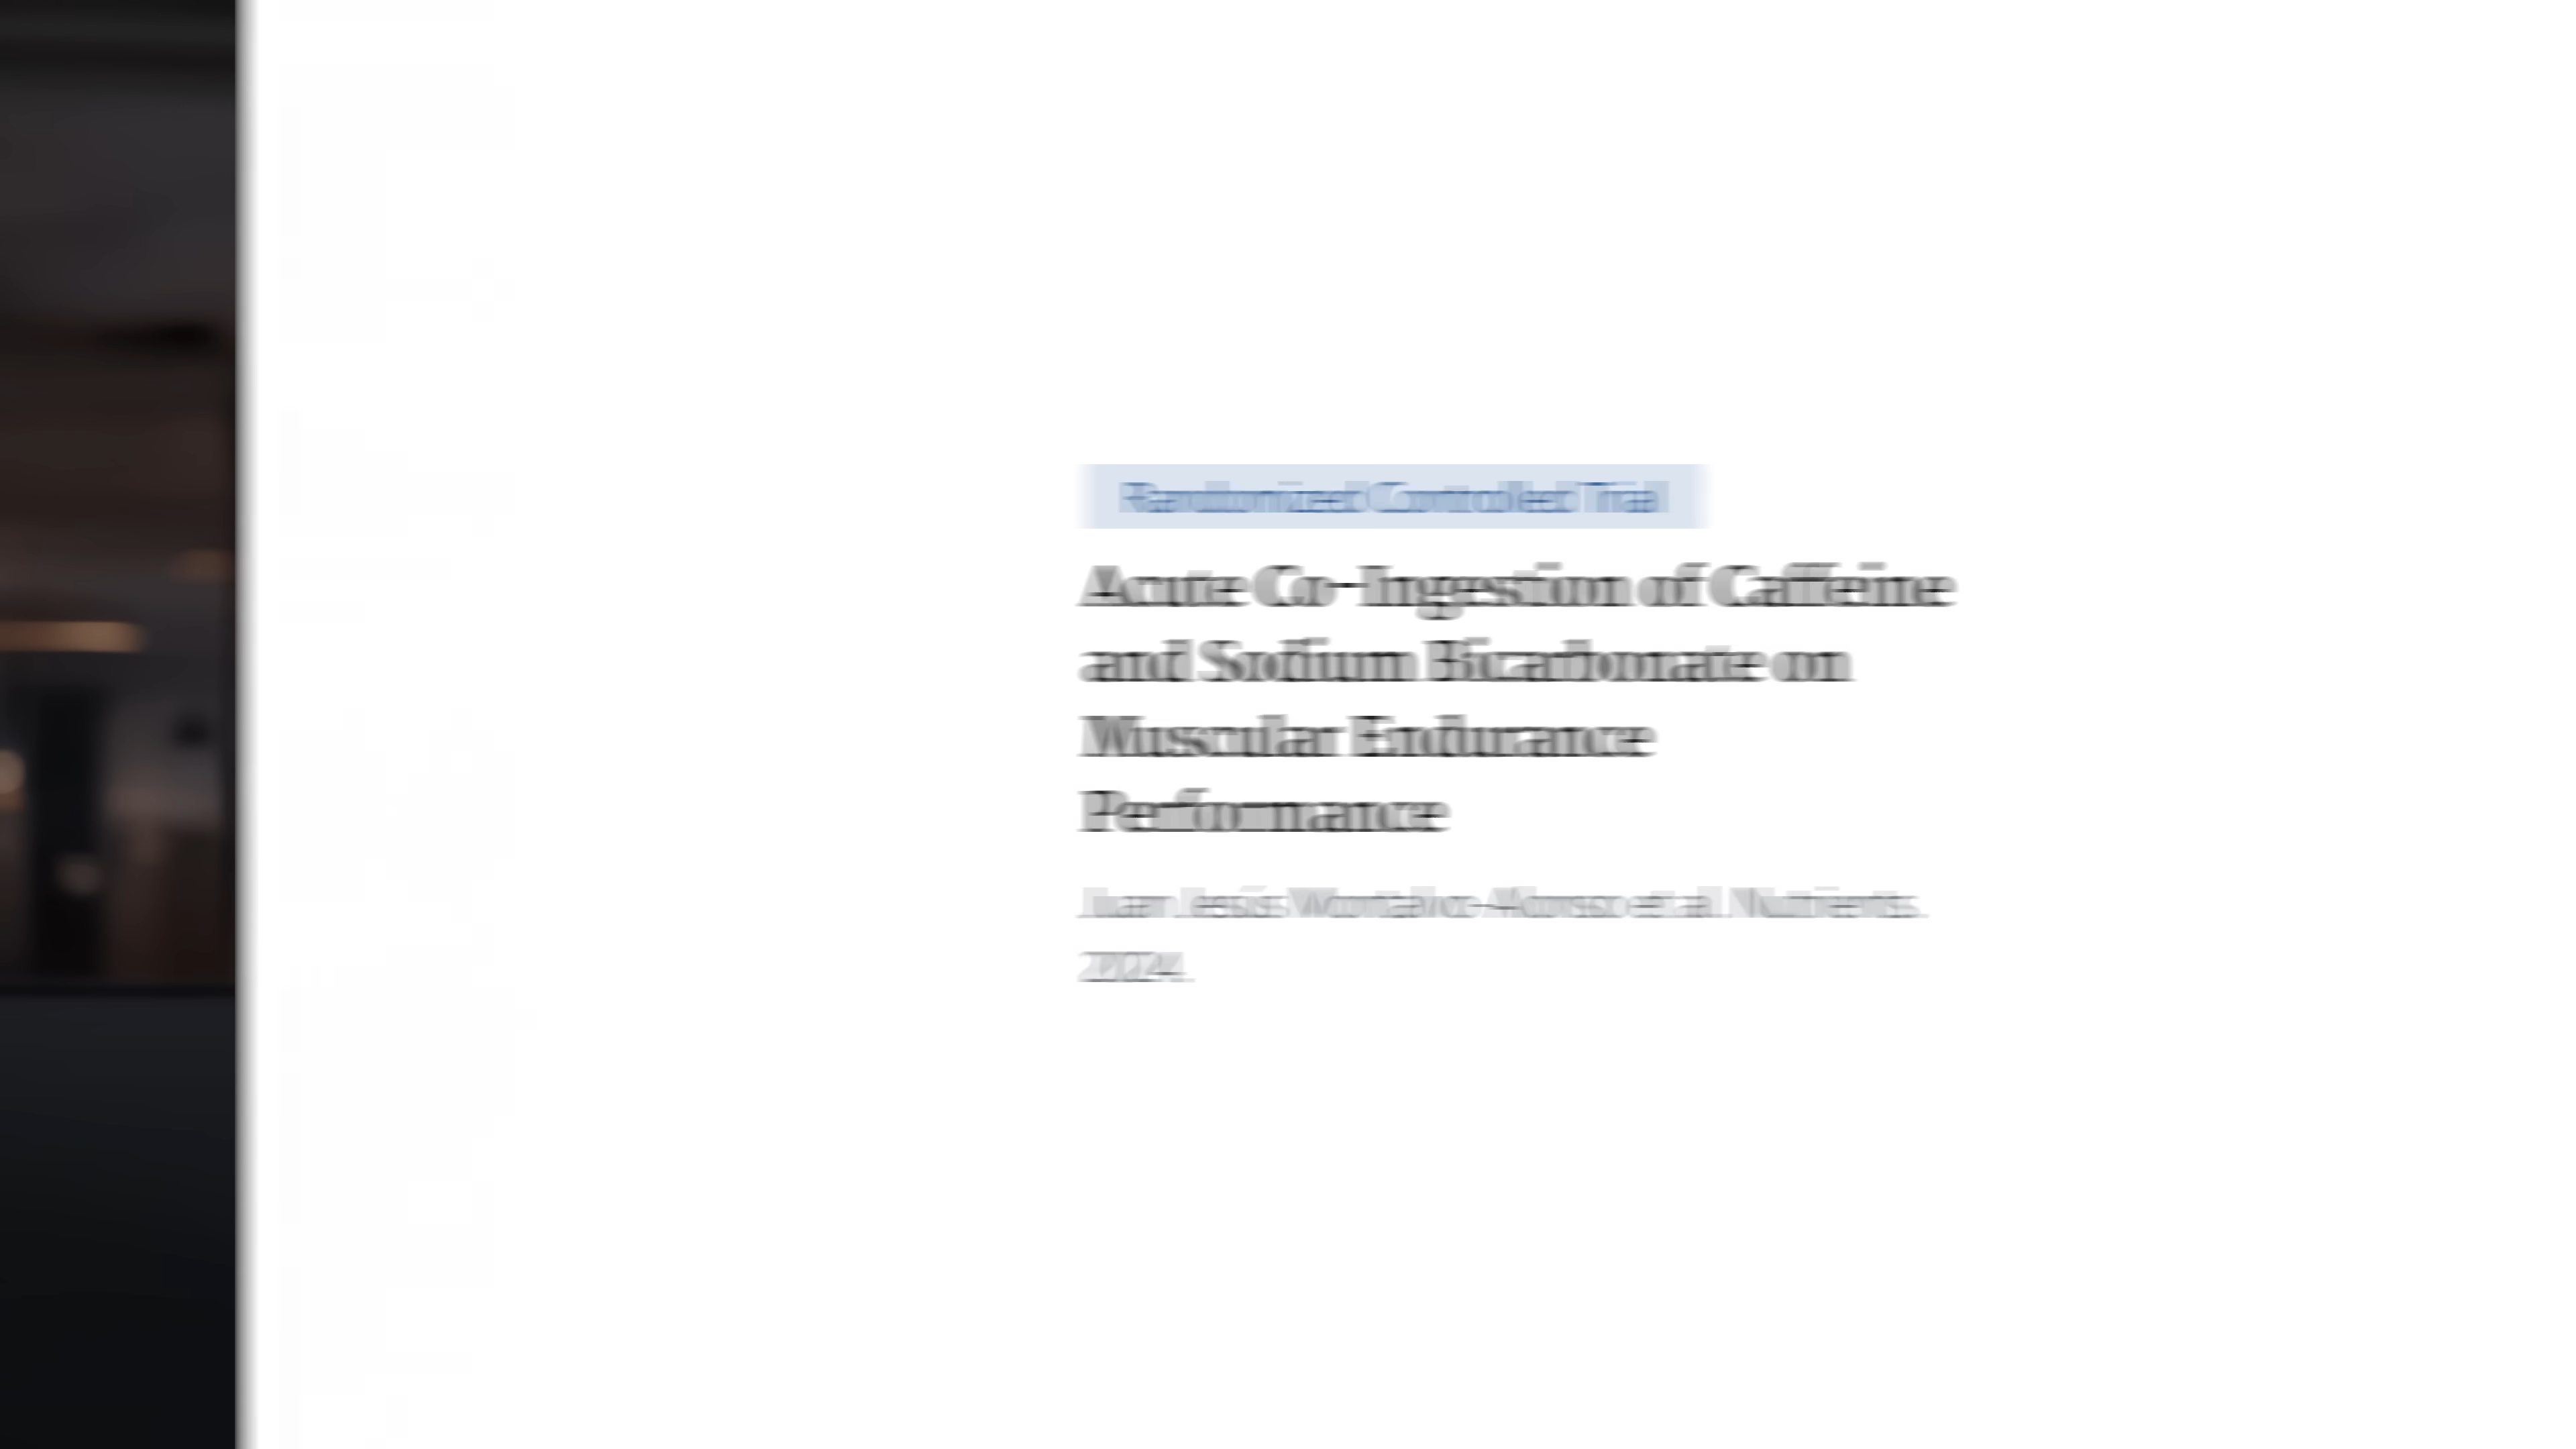 Randomized Controlled Trial
Acute Co-Ingestion of Caffeine
and Sodium Bicarbonate on
Muscular Endurance
Performance
Juan Jesús Montalvo-Alonso et al. Nutrients.
2024.